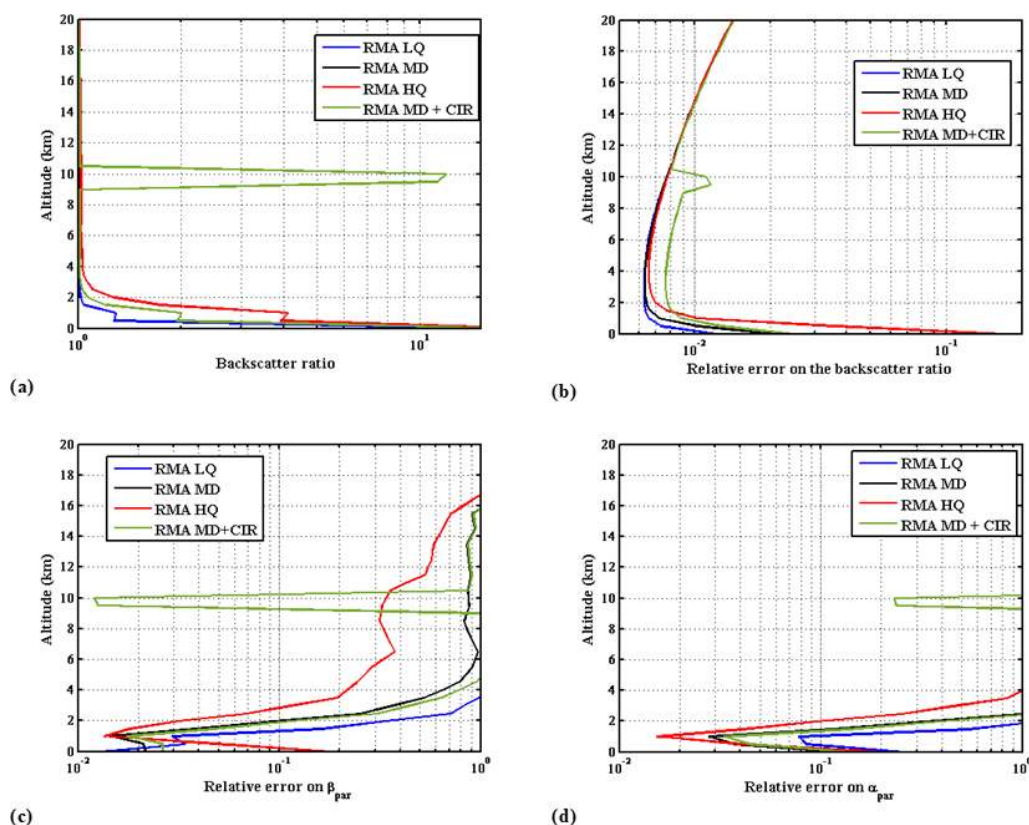 20
18
16
14
12
10
8
6
4
2
0
Altitude (km)
RMA LQ
RMA MD
RMA HQ
RMA MD + CIR
10^0
10^1
Backscatter ratio
(a)
20
18
16
14
12
10
8
6
4
2
0
Altitude (km)
RMA LQ
RMA MD
RMA HQ
RMA MD+CIR
10^-2
10^-1
Relative error on the backscatter ratio
(b)
20
18
16
14
12
10
8
6
4
2
0
Altitude (km)
RMA LQ
RMA MD
RMA HQ
RMA MD+CIR
10^-2
10^-1
10^0
Relative error on β_par
(c)
20
18
16
14
12
10
8
6
4
2
0
Altitude (km)
RMA LQ
RMA MD
RMA HQ
RMA MD + CIR
10^-2
10^-1
10^0
Relative error on α_par
(d)